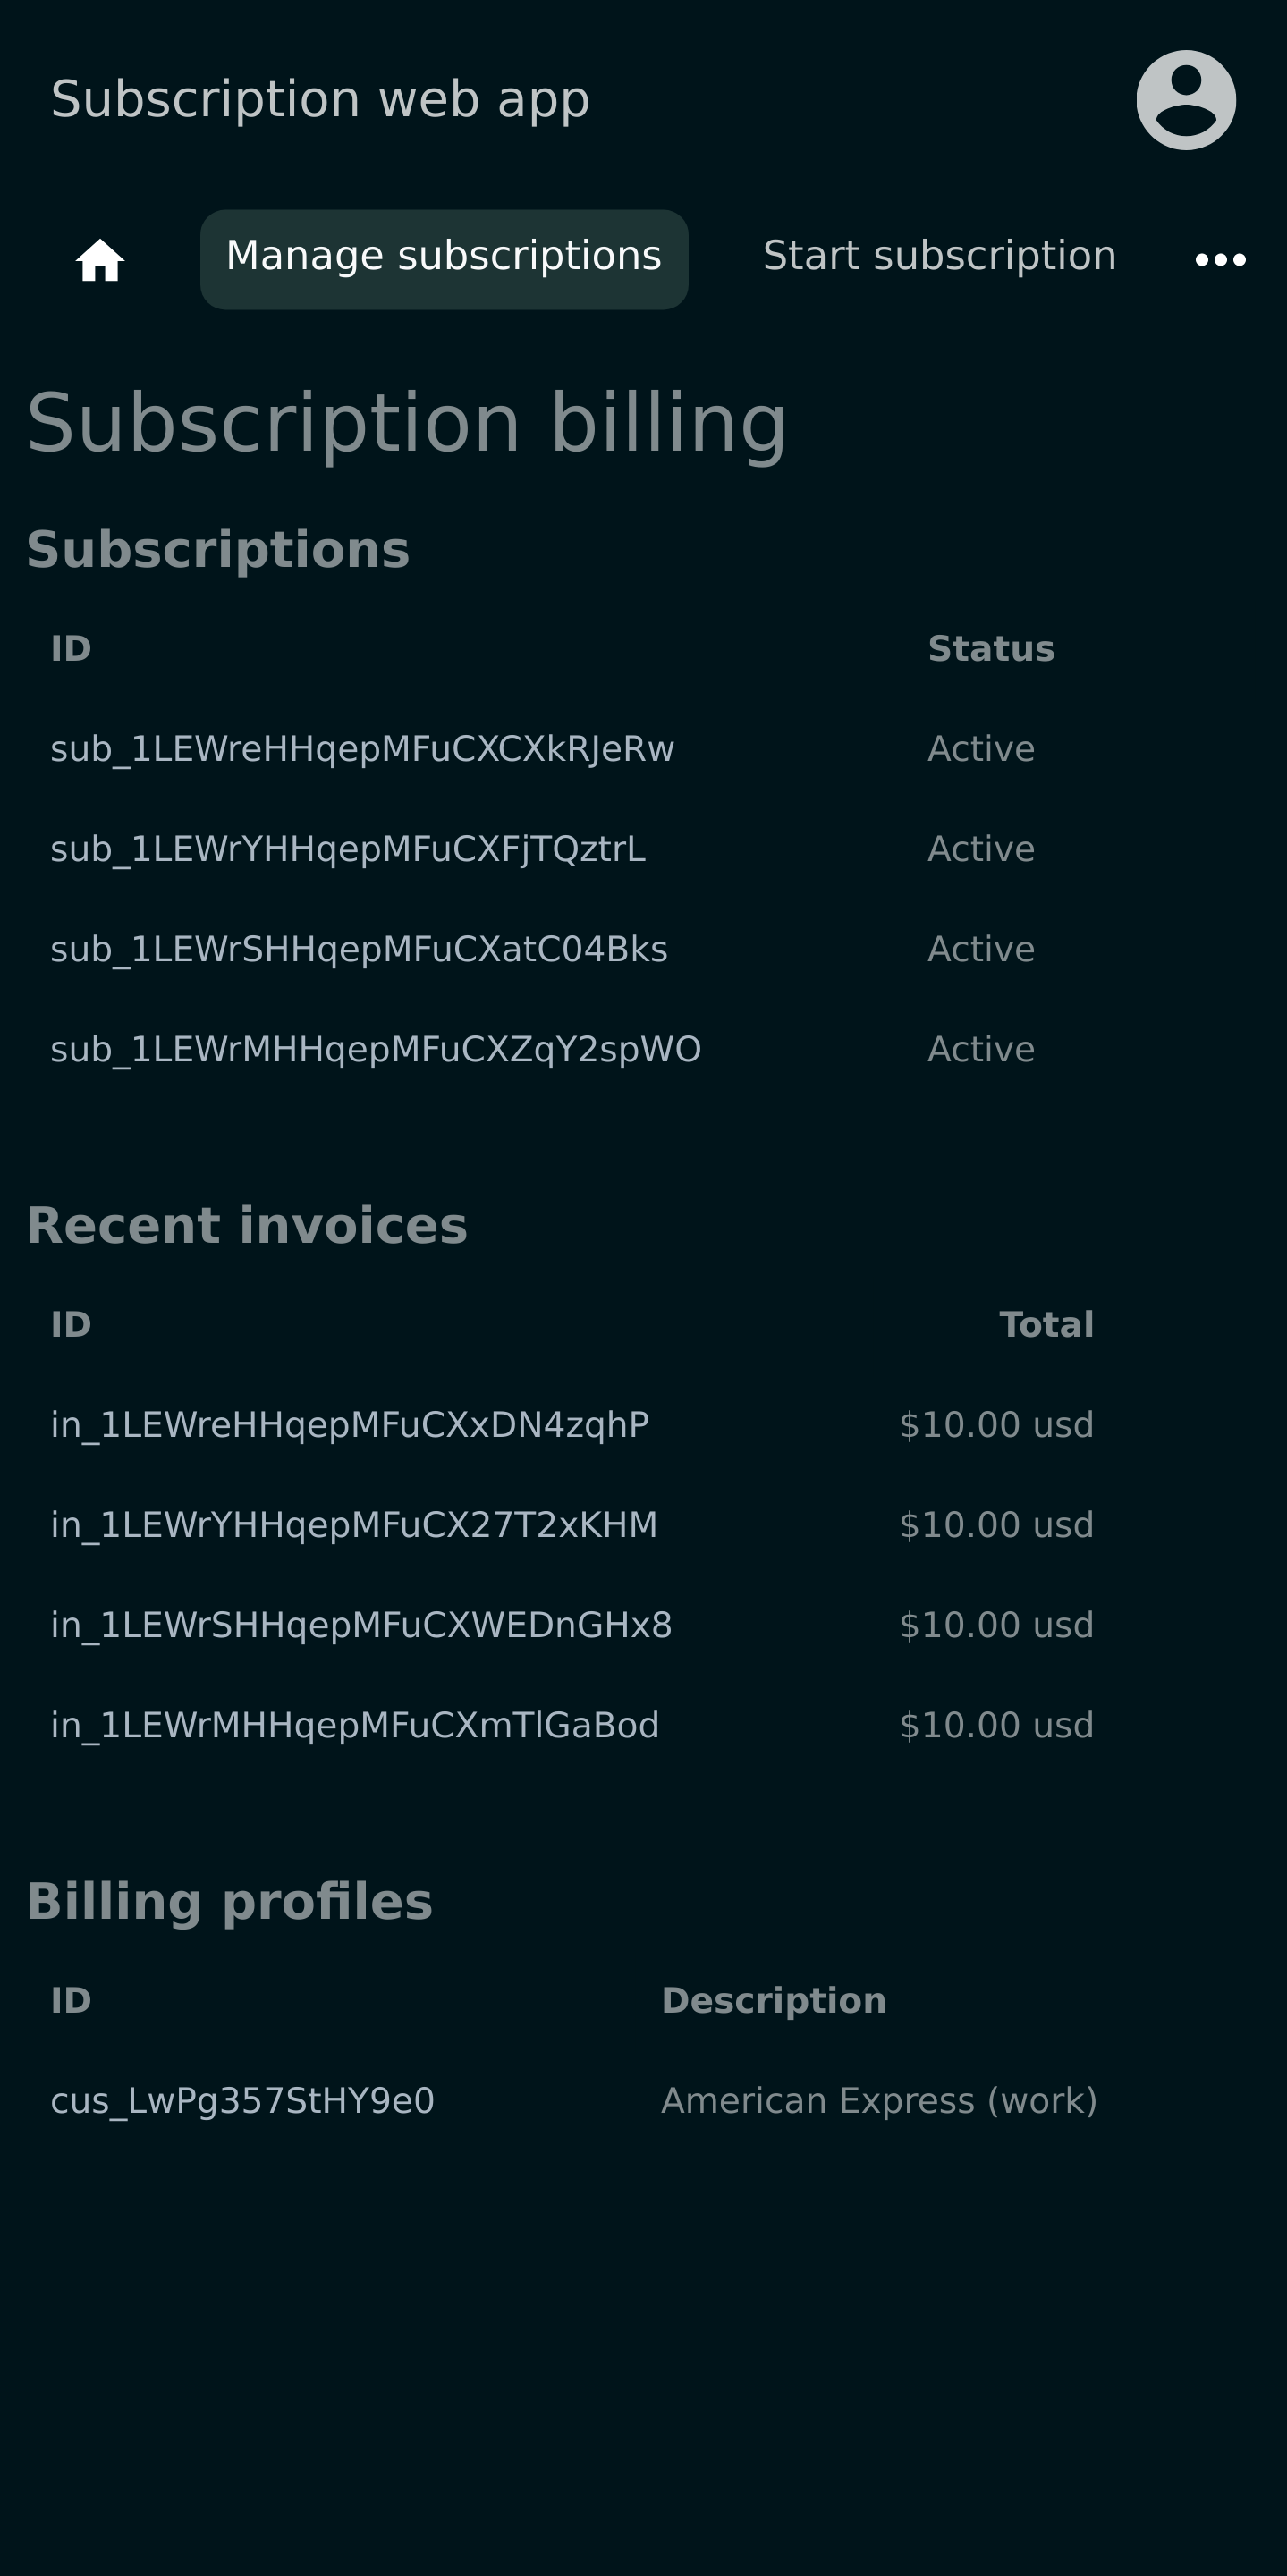 Subscription web app
Manage subscriptions Start subscription
Subscription billing
Subscriptions
ID Status
sub_1LEWreHHqepMFuCXCXkRJeRw Active
sub_1LEWrYHHqepMFuCXFjTQztrL Active
sub_1LEWrSHHqepMFuCXatC04Bks Active
sub_1LEWrMHHqepMFuCXZqY2spWO Active
Recent invoices
ID Total
in_1LEWreHHqepMFuCXxDN4zqhP $10.00 usd
in_1LEWrYHHqepMFuCX27T2xKHM $10.00 usd
in_1LEWrSHHqepMFuCXWEDnGHx8 $10.00 usd
in_1LEWrMHHqepMFuCXmTlGaBod $10.00 usd
Billing profiles
ID Description
cus_LwPg357StHY9e0 American Express (work)